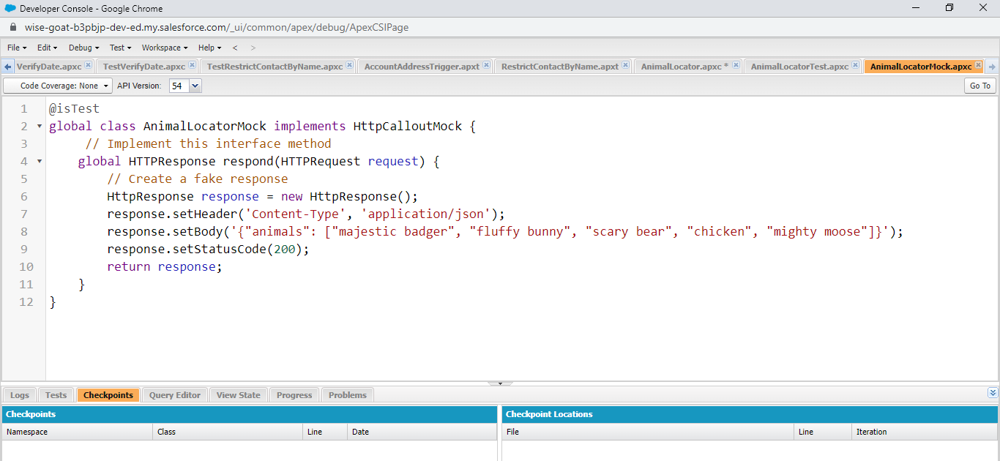 Developer Console - Google Chrome
wise-goat-b3pbjp-dev-ed.my.salesforce.com/_ui/common/apex/debug/ApexCSIPage
File Edit Debug Test Workspace Help < >
VerifyDate.apxc TestVerifyDate.apxc TestRestrictContactByName.apxc AccountAddressTrigger.apxt RestrictContactByName.apxt AnimalLocator.apxc * AnimalLocatorTest.apxc AnimalLocatorMock.apxc
Code Coverage: None API Version: 54 Go To
1 @isTest
2 global class AnimalLocatorMock implements HttpCalloutMock {
3 // Implement this interface method
4 global HTTPResponse respond(HTTPRequest request) {
5 // Create a fake response
6 HttpResponse response = new HttpResponse();
7 response.setHeader('Content-Type', 'application/json');
8 response.setBody('{"animals": ["majestic badger", "fluffy bunny", "scary bear", "chicken", "mighty moose"]}');
9 response.setStatusCode(200);
10 return response;
11 }
12 }
Logs Tests Checkpoints Query Editor View State Progress Problems
Checkpoints Checkpoint Locations
Namespace Class Line Date File Line Iteration